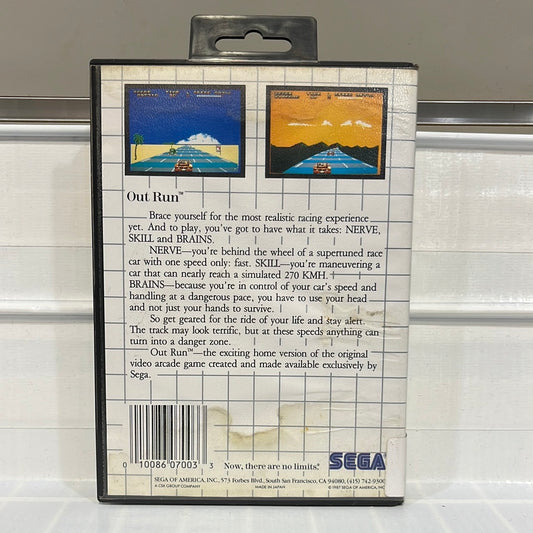 Out Run™
Brace yourself for the most realistic racing experience
yet. And to play, you've got to have what it takes: NERVE,
SKILL and BRAINS.
NERVE—you're behind the wheel of a supertuned race
car with one speed only: fast. SKILL—you're maneuvering a
car that can nearly reach a simulated 270 KMH.
BRAINS—because you're in control of your car's speed and
handling at a dangerous pace, you have to use your head
and not just your hands to survive.
So get geared for the ride of your life and stay alert.
The track may look terrific, but at these speeds anything can
turn into a danger zone.
Out Run™—the exciting home version of the original
video arcade game created and made available exclusively by
Sega.
0 10086 07003 3
Now, there are no limits.® SEGA
SEGA OF AMERICA, INC., 573 Forbes Blvd., South San Francisco, CA 94080, (415) 742-9300
A CSK GROUP COMPANY MADE IN JAPAN © 1987 SEGA OF AMERICA, INC.